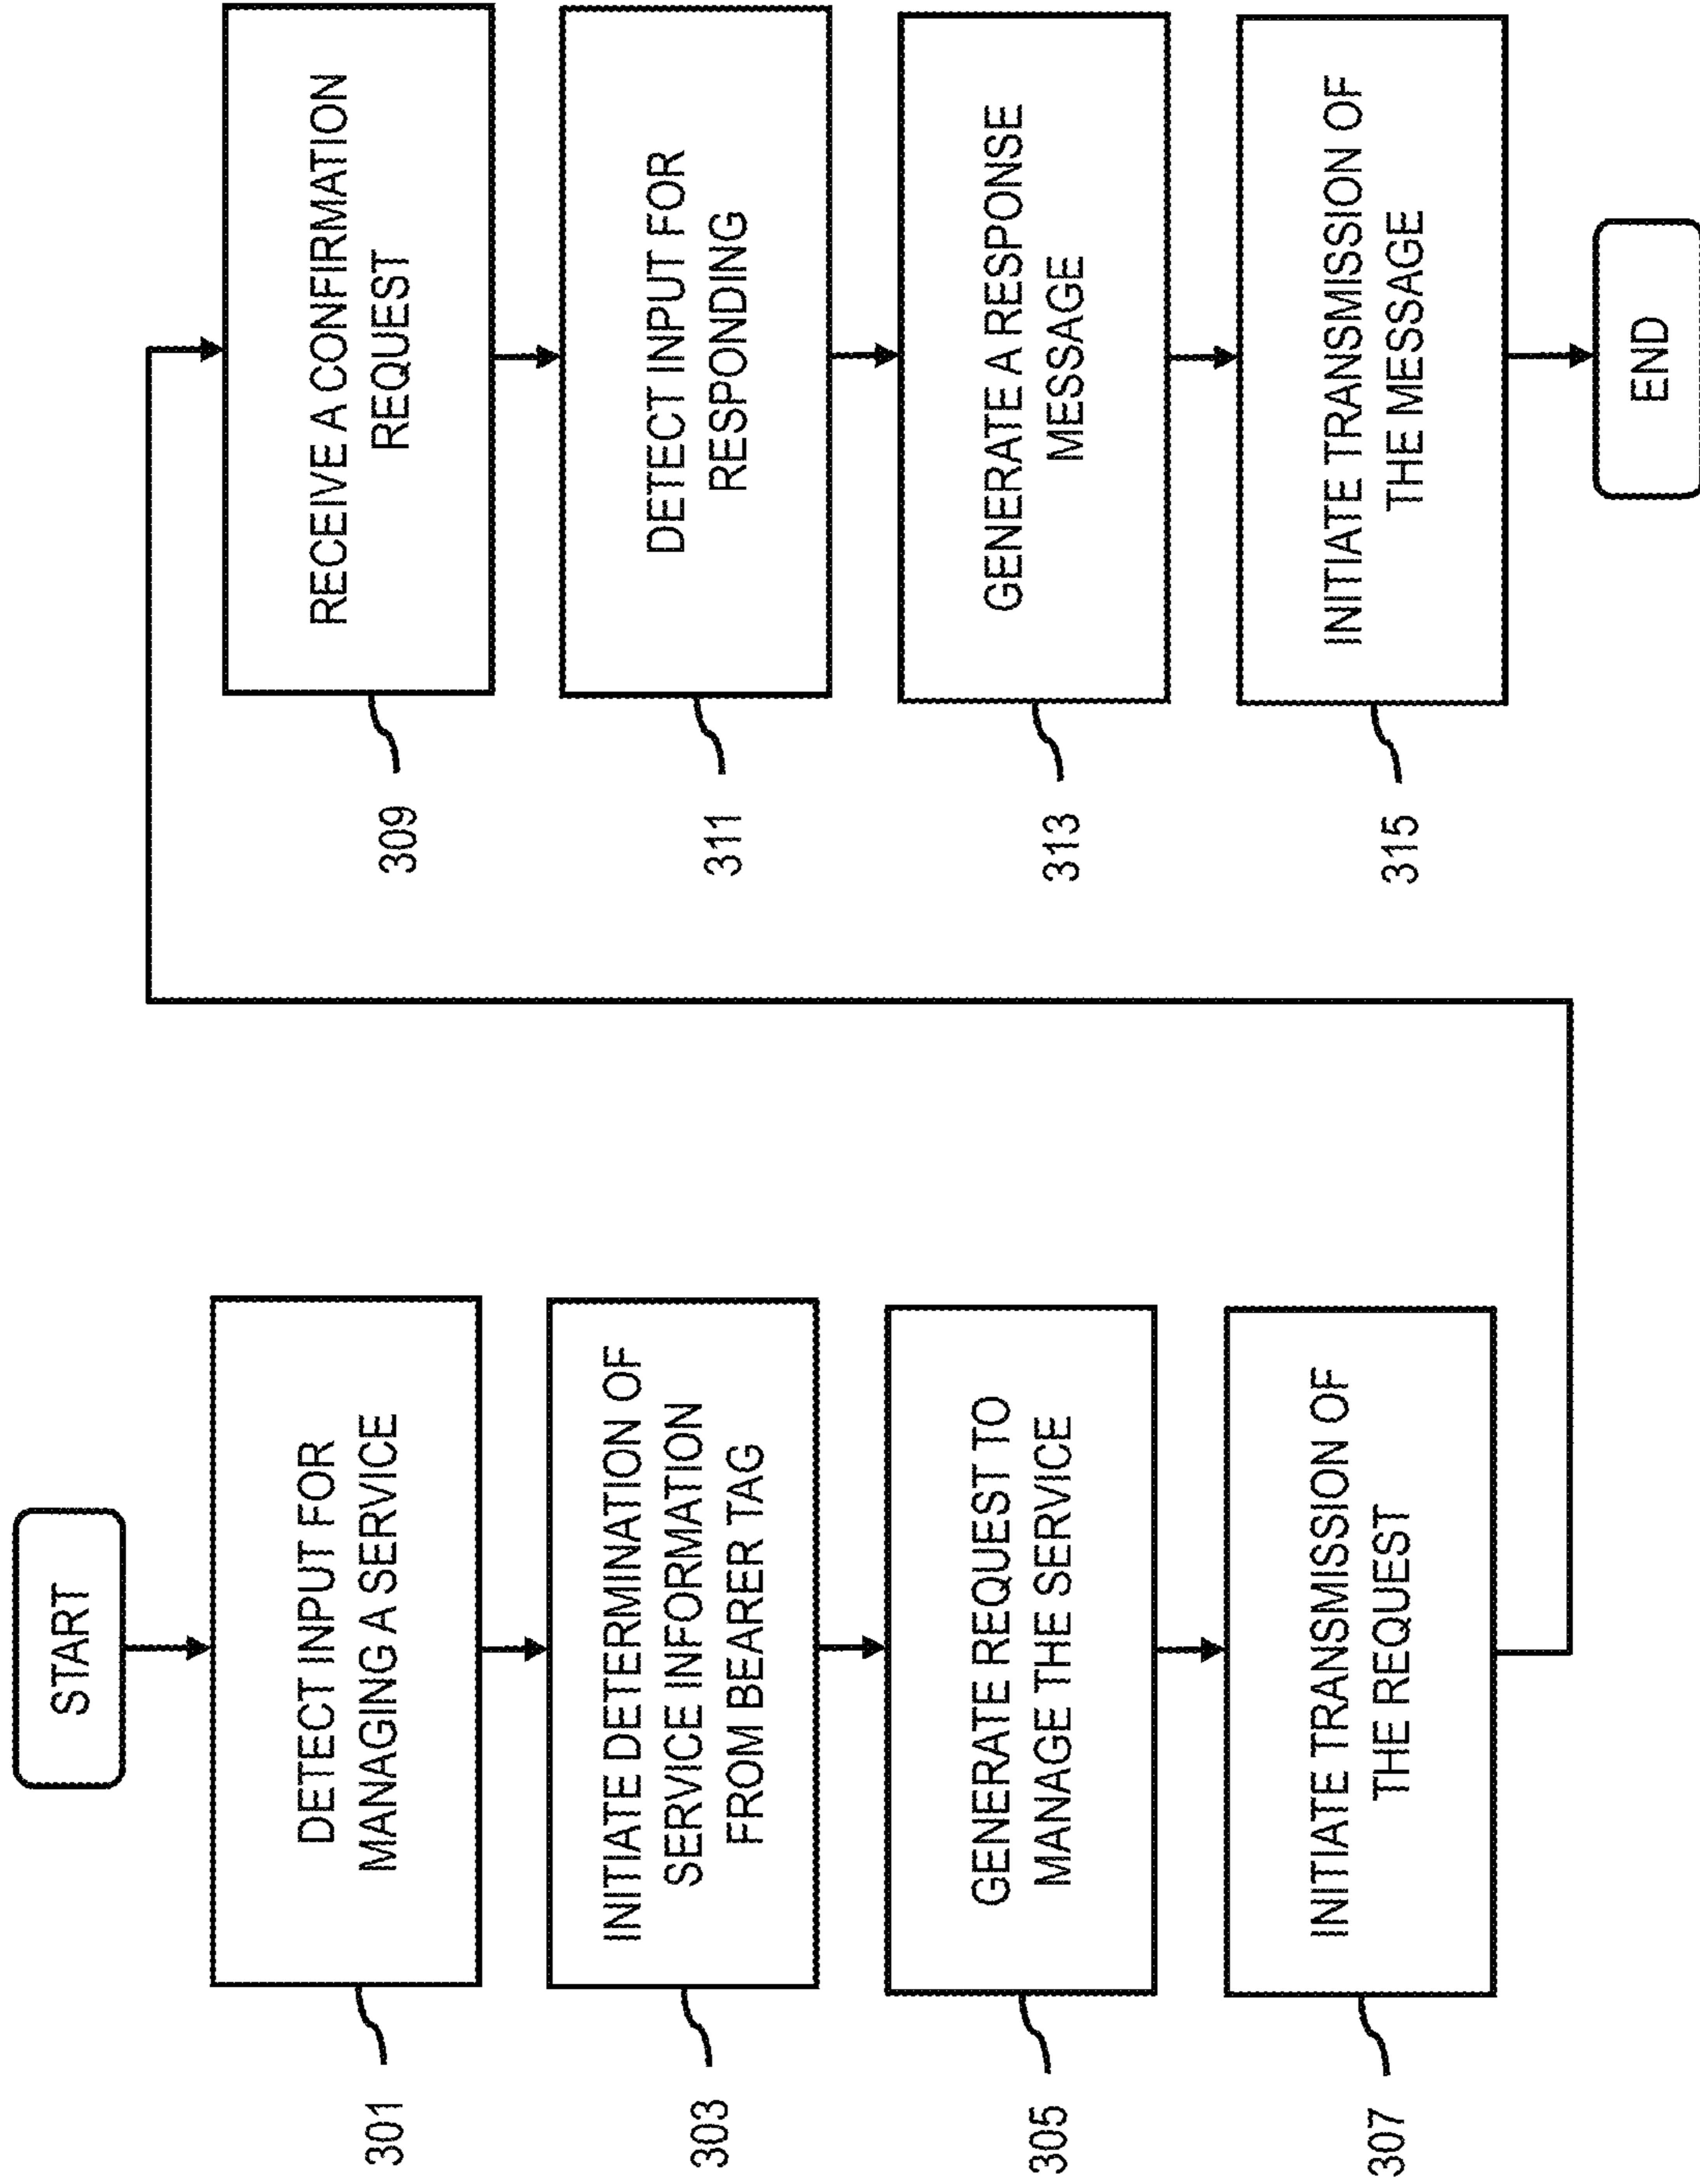 START
301
DETECT INPUT FOR
MANAGING A SERVICE
303
INITIATE DETERMINATION OF
SERVICE INFORMATION
FROM BEARER TAG
305
GENERATE REQUEST TO
MANAGE THE SERVICE
307
INITIATE TRANSMISSION OF
THE REQUEST
309
RECEIVE A CONFIRMATION
REQUEST
311
DETECT INPUT FOR
RESPONDING
313
GENERATE A RESPONSE
MESSAGE
315
INITIATE TRANSMISSION OF
THE MESSAGE
END